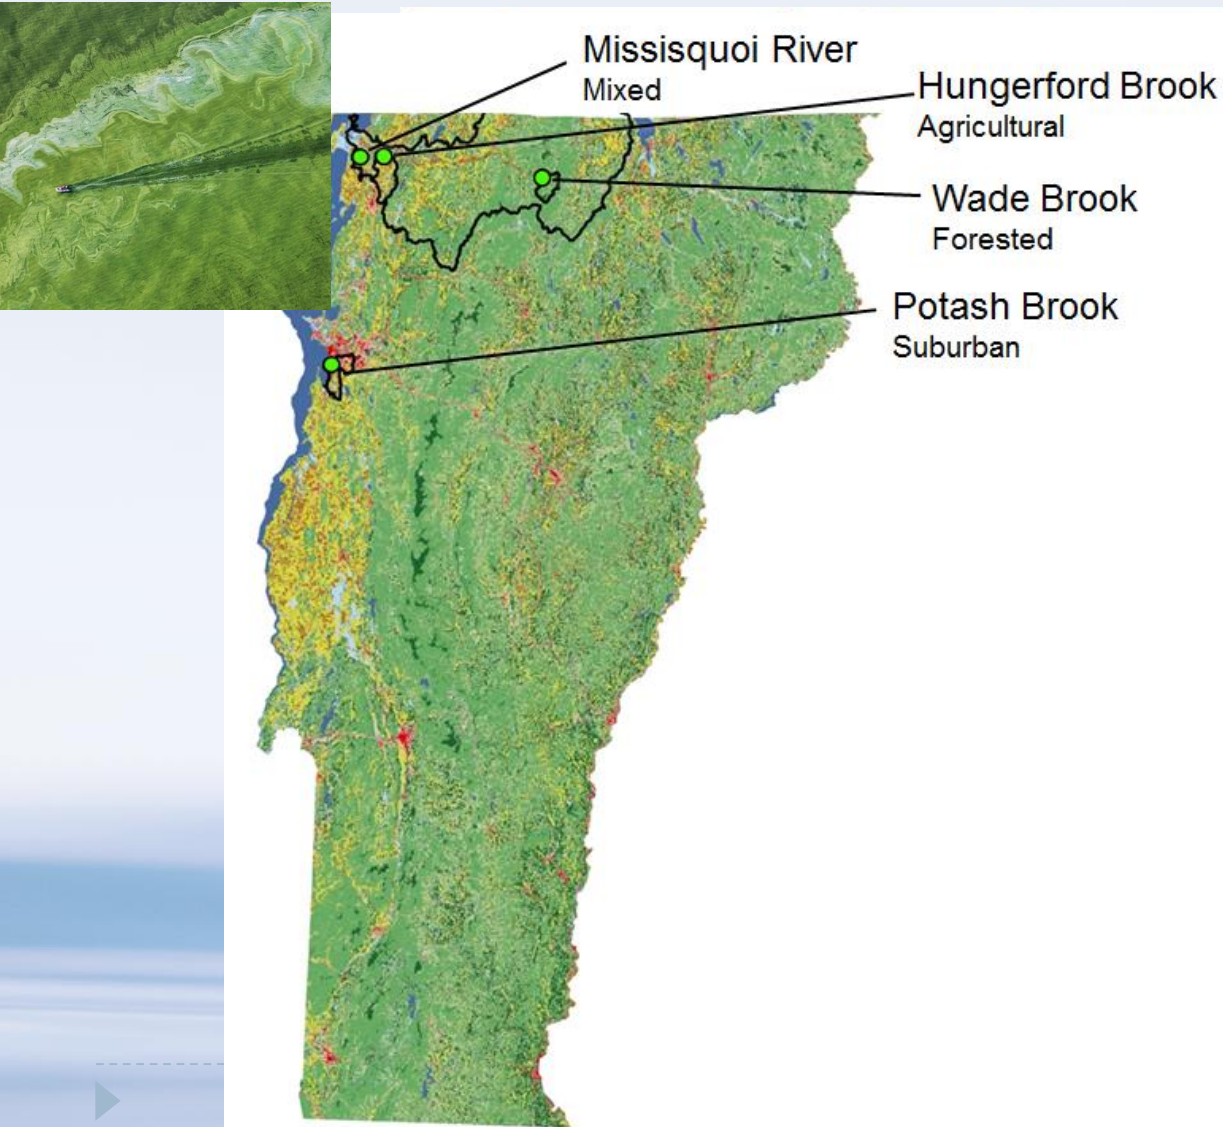 Missisquoi River
Mixed
Hungerford Brook
Agricultural
Wade Brook
Forested
Potash Brook
Suburban